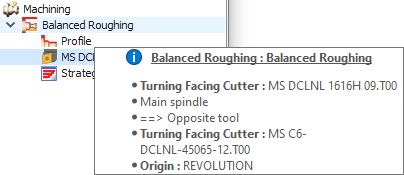 Machining
Balanced Roughing
Profile
MS DCL
Strateg
Balanced Roughing : Balanced Roughing
Turning Facing Cutter : MS DCLNL 1616H 09.T00
Main spindle
==> Opposite tool
Turning Facing Cutter : MS C6-
DCLNL-45065-12.T00
Origin : REVOLUTION